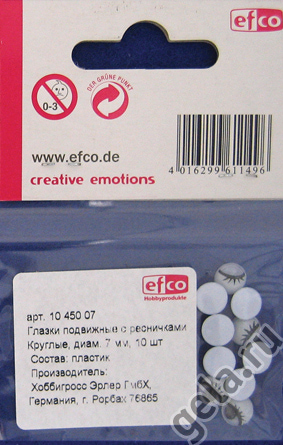 efco
DER GRÜNE PUNKT
0-3
www.efco.de
4 016299 611496
creative emotions
efco
Hobbyprodukte
арт. 10 450 07
Глазки подвижные с ресничками
Круглые, диам. 7 мм, 10 шт
Состав: пластик
Производитель:
Хоббигросс Эрлер ГмбХ,
Германия, г. Рорбах 76865
gela.ru